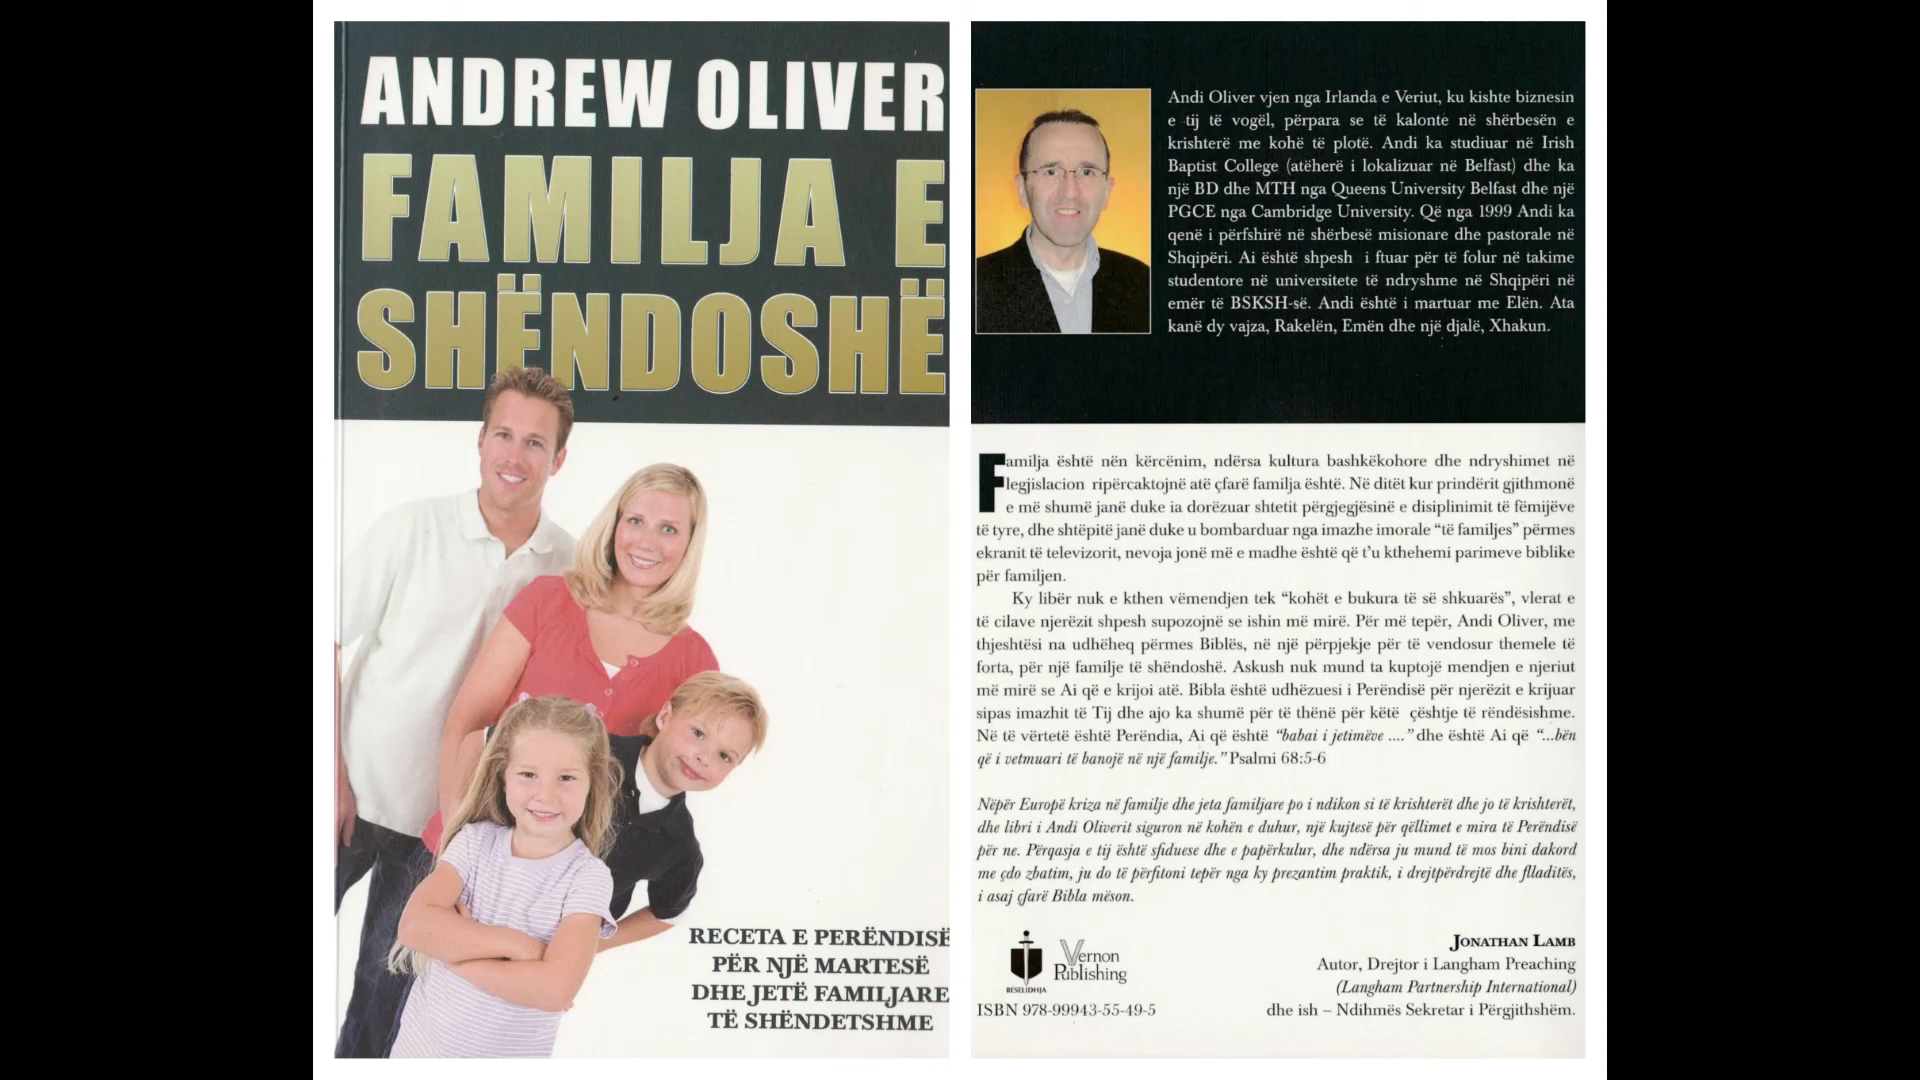 ANDREW OLIVER
FAMILJA E
SHËNDOSHË
RECETA E PERËNDISË
PËR NJË MARTESË
DHE JETË FAMILJARE
TË SHËNDETSHME
Andi Oliver vjen nga Irlanda e Veriut, ku kishte biznesin
e tij të vogël, përpara se të kalonte në shërbesën e
krishterë me kohë të plotë. Andi ka studiuar në Irish
Baptist College (atëherë i lokalizuar në Belfast) dhe ka
një BD dhe MTH nga Queens University Belfast dhe një
PGCE nga Cambridge University. Që nga 1999 Andi ka
qenë i përfshirë në shërbesë misionare dhe pastorale në
Shqipëri. Ai është shpesh i ftuar për të folur në takime
studentore në universitete të ndryshme në Shqipëri në
emër të BSKSH-së. Andi është i martuar me Elën. Ata
kanë dy vajza, Rakelën, Emën dhe një djalë, Xhakun.
Familja është nën kërcënim, ndërsa kultura bashkëkohore dhe ndryshimet në
legjislacion ripërcaktojnë atë çfarë familja është. Në ditët kur prindërit gjithmonë
e më shumë janë duke ia dorëzuar shtetit përgjegjësinë e disiplinimit të fëmijëve
të tyre, dhe shtëpitë janë duke u bombarduar nga imazhe imorale “të familjes” përmes
ekranit të televizorit, nevoja jonë më e madhe është që t’u kthehemi parimeve biblike
për familjen.
Ky libër nuk e kthen vëmendjen tek “kohët e bukura të së shkuarës”, vlerat e
të cilave njerëzit shpesh supozojnë se ishin më mirë. Për më tepër, Andi Oliver, me
thjeshtësi na udhëheq përmes Biblës, në një përpjekje për të vendosur themele të
forta, për një familje të shëndoshë. Askush nuk mund ta kuptojë mendjen e njeriut
më mirë se Ai që e krijoi atë. Bibla është udhëzuesi i Perëndisë për njerëzit e krijuar
sipas imazhit të Tij dhe ajo ka shumë për të thënë për këtë çështje të rëndësishme.
Në të vërtetë është Perëndia, Ai që është “babai i jetimëve ....” dhe është Ai që “...bën
që i vetmuari të banojë në një familje.” Psalmi 68:5-6
Nëpër Europë kriza në familje dhe jeta familjare po i ndikon si të krishterët dhe jo të krishterët,
dhe libri i Andi Oliverit siguron në kohën e duhur, një kujtesë për qëllimet e mira të Perëndisë
për ne. Përqasja e tij është sfiduese dhe e papërkulur, dhe ndërsa ju mund të mos bini dakord
me çdo zbatim, ju do të përfitoni tepër nga ky prezantim praktik, i drejtpërdrejtë dhe flladitës,
i asaj çfarë Bibla mëson.
JONATHAN LAMB
Autor, Drejtor i Langham Preaching
(Langham Partnership International)
dhe ish – Ndihmës Sekretar i Përgjithshëm.
BESELIDHJA
Vernon
Publishing
ISBN 978-99943-55-49-5